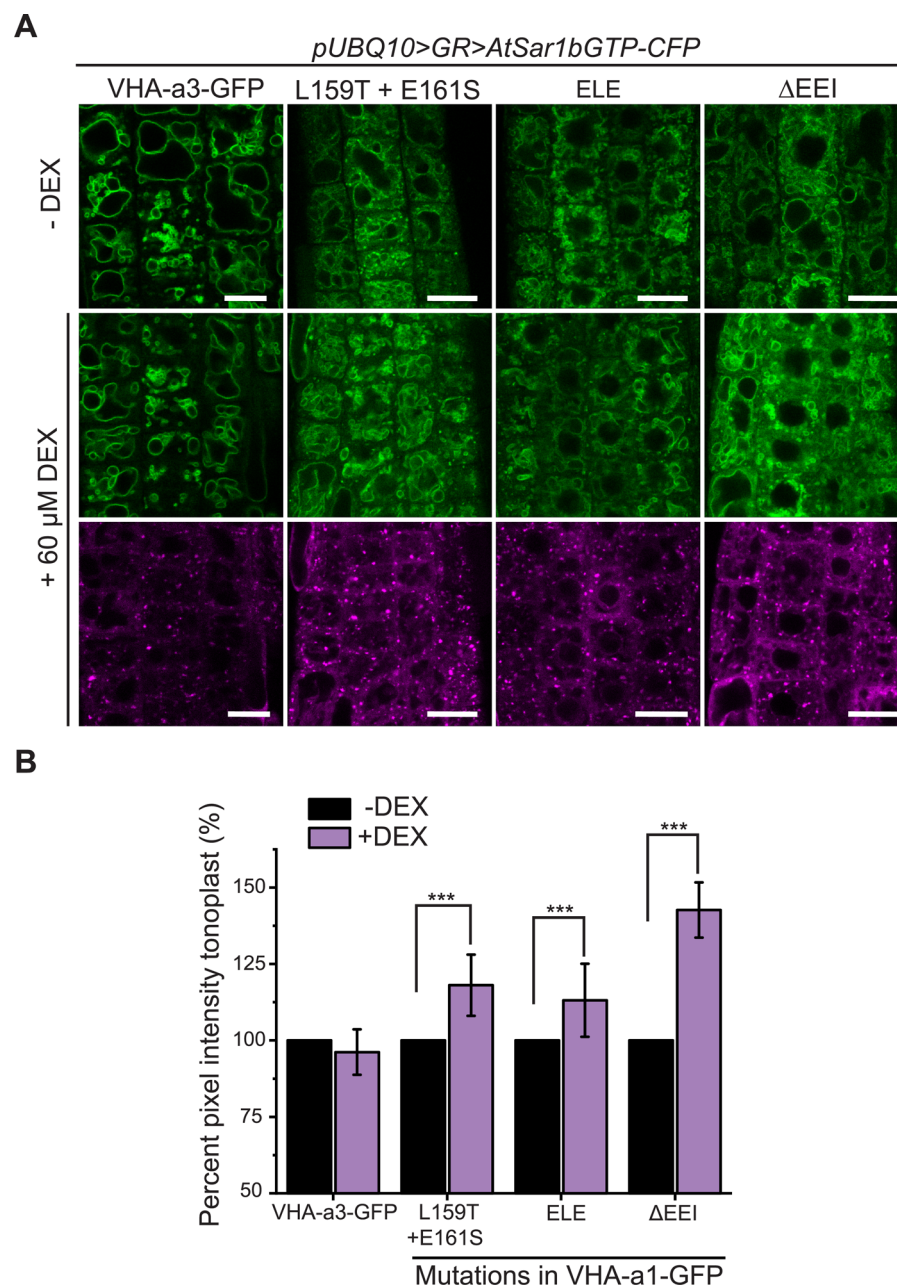 A
pUBQ10>GR>AtSar1bGTP-CFP
VHA-a3-GFP L159T + E161S ELE ΔEEI
- DEX
+ 60 µM DEX
B
-DEX
+DEX
Percent pixel intensity tonoplast (%)
150
125
100
75
50
***
***
***
VHA-a3-GFP L159T +E161S ELE ΔEEI
Mutations in VHA-a1-GFP